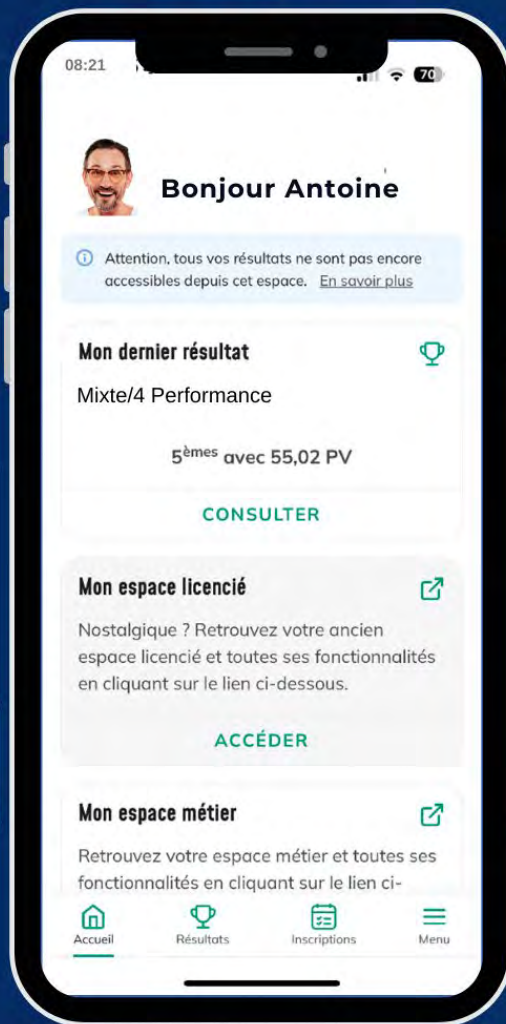 08:21
70
Bonjour Antoine
Attention, tous vos résultats ne sont pas encore
accessibles depuis cet espace. En savoir plus
Mon dernier résultat
Mixte/4 Performance
5èmes avec 55,02 PV
CONSULTER
Mon espace licencié
Nostalgique ? Retrouvez votre ancien
espace licencié et toutes ses fonctionnalités
en cliquant sur le lien ci-dessous.
ACCÉDER
Mon espace métier
Retrouvez votre espace métier et toutes ses
fonctionnalités en cliquant sur le lien ci-
Accueil Résultats Inscriptions Menu